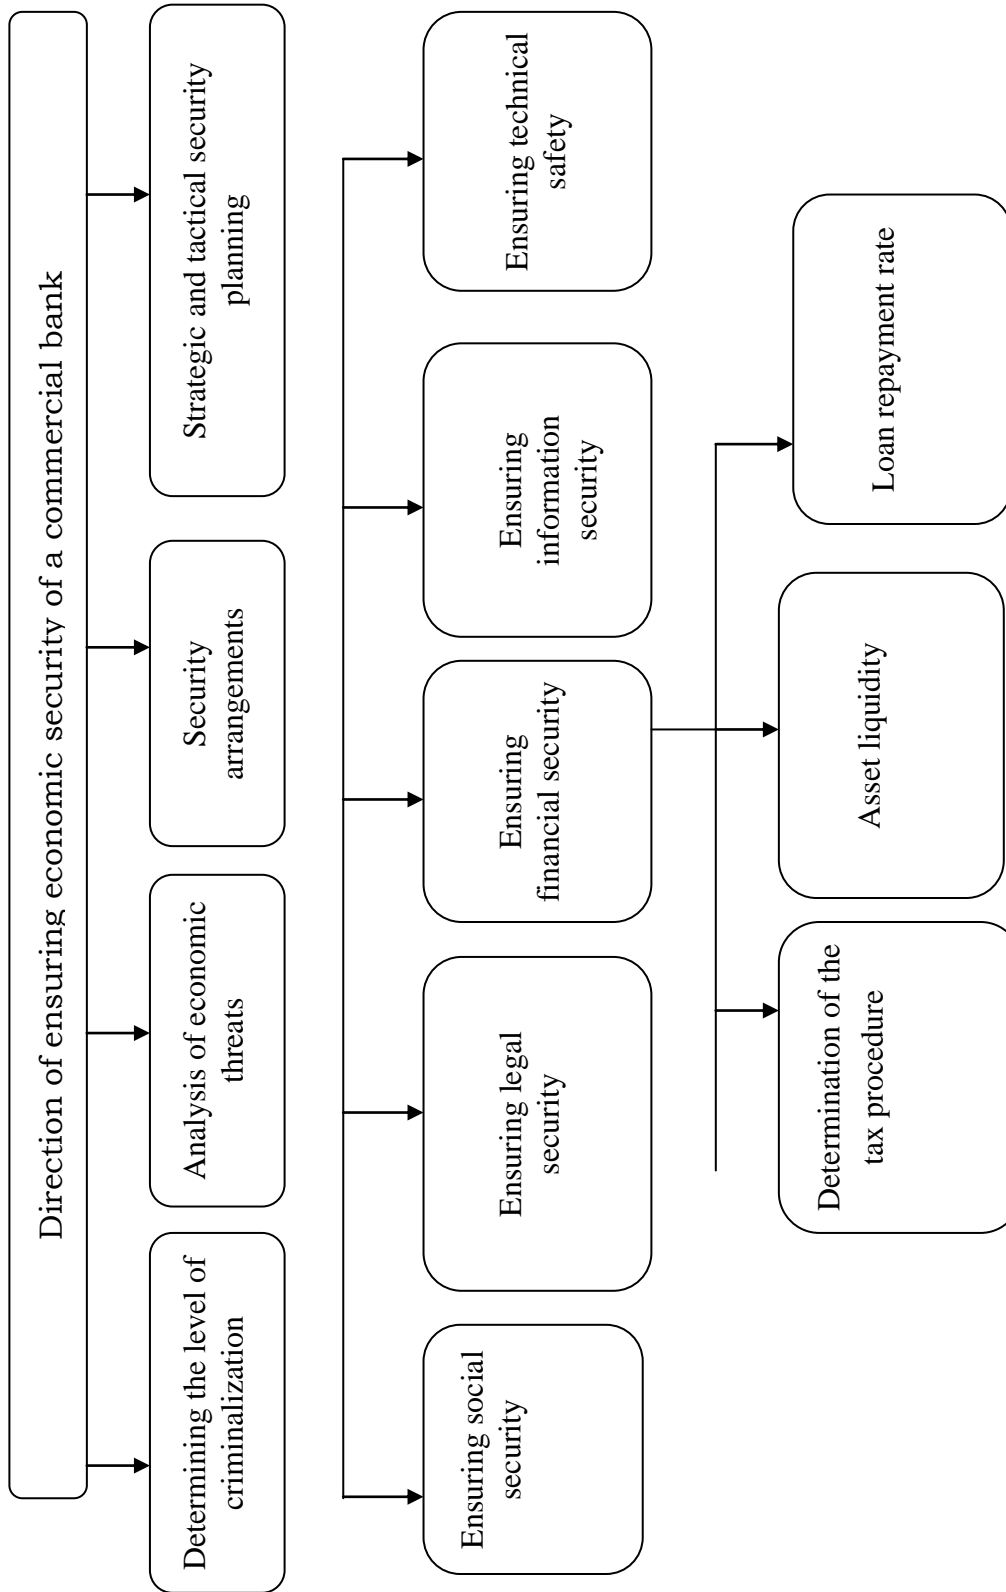 Direction of ensuring economic security of a commercial bank
Determining the level of
criminalization
Analysis of economic
threats
Security
arrangements
Strategic and tactical security
planning
Ensuring social
security
Ensuring legal
security
Ensuring
financial security
Ensuring
information
security
Ensuring technical
safety
Determination of the
tax procedure
Asset liquidity
Loan repayment rate